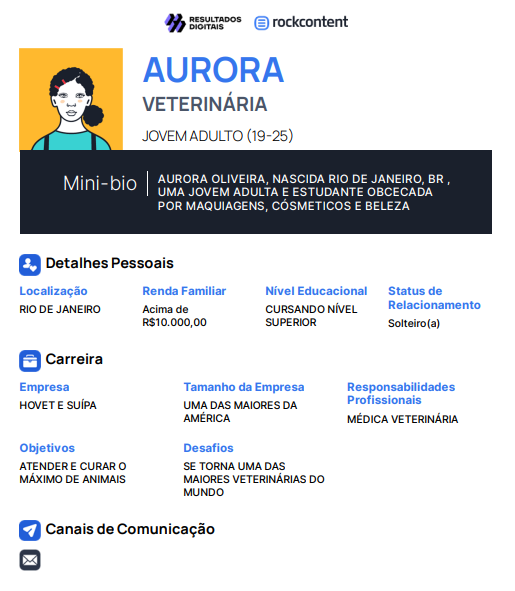 RESULTADOS
DIGITAIS
rockcontent
AURORA
VETERINÁRIA
JOVEM ADULTO (19-25)
Mini-bio
AURORA OLIVEIRA, NASCIDA RIO DE JANEIRO, BR ,
UMA JOVEM ADULTA E ESTUDANTE OBCECADA
POR MAQUIAGENS, CÓSMETICOS E BELEZA
Detalhes Pessoais
Localização
RIO DE JANEIRO
Renda Familiar
Acima de
R$10.000,00
Nível Educacional
CURSANDO NÍVEL
SUPERIOR
Status de
Relacionamento
Solteiro(a)
Carreira
Empresa
HOVET E SUÍPA
Tamanho da Empresa
UMA DAS MAIORES DA
AMÉRICA
Responsabilidades
Profissionais
MÉDICA VETERINÁRIA
Objetivos
ATENDER E CURAR O
MÁXIMO DE ANIMAIS
Desafios
SE TORNA UMA DAS
MAIORES VETERINÁRIAS DO
MUNDO
Canais de Comunicação